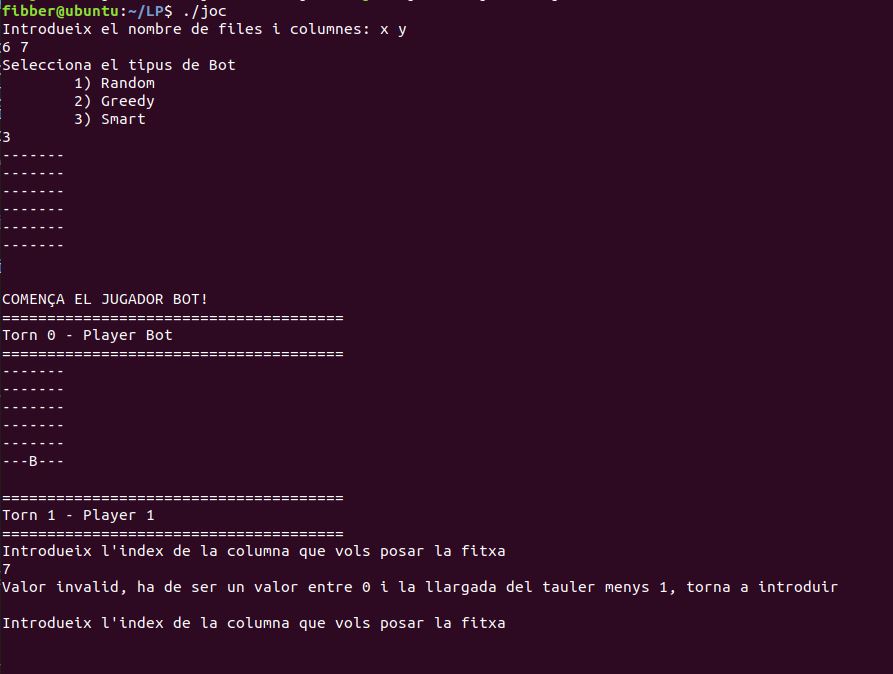 fibber@ubuntu:~/LP$ ./joc
Introdueix el nombre de files i columnes: x y
6 7
Selecciona el tipus de Bot
        1) Random
        2) Greedy
        3) Smart
3
-------
-------
-------
-------
-------
-------
COMENÇA EL JUGADOR BOT!
======================================
Torn 0 - Player Bot
======================================
-------
-------
-------
-------
-------
---B---
======================================
Torn 1 - Player 1
======================================
Introdueix l'index de la columna que vols posar la fitxa
7
Valor invalid, ha de ser un valor entre 0 i la llargada del tauler menys 1, torna a introduir
Introdueix l'index de la columna que vols posar la fitxa